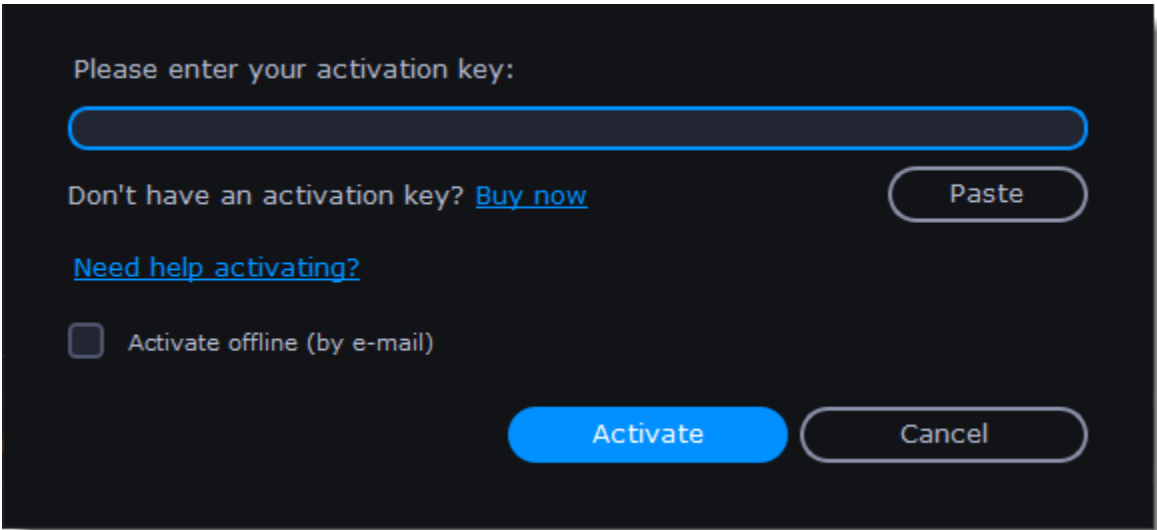 Please enter your activation key:
Don't have an activation key? Buy now
Paste
Need help activating?
Activate offline (by e-mail)
Activate
Cancel